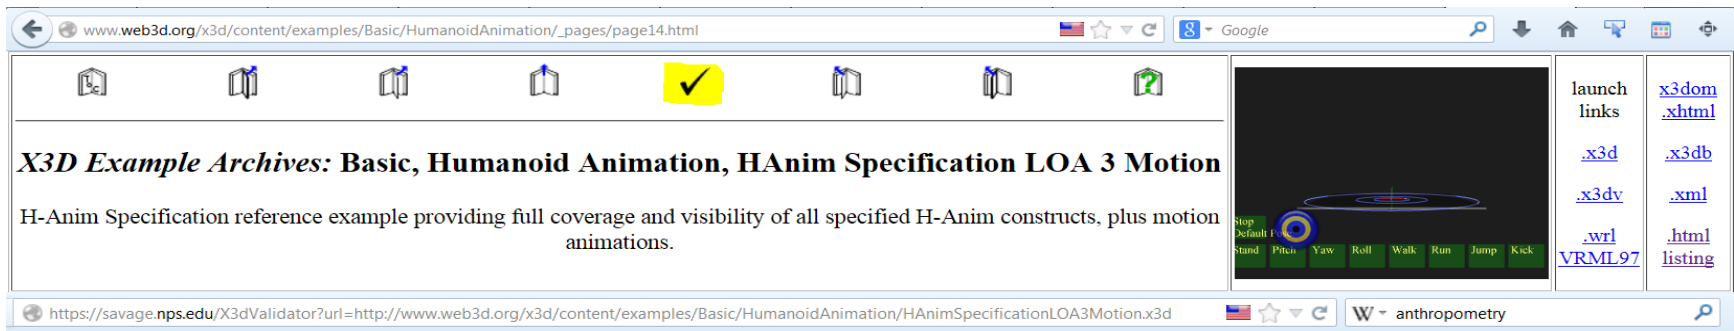 www.web3d.org/x3d/content/examples/Basic/HumanoidAnimation/_pages/page14.html
8
Google
X3D Example Archives: Basic, Humanoid Animation, HAnim Specification LOA 3 Motion
H-Anim Specification reference example providing full coverage and visibility of all specified H-Anim constructs, plus motion
animations.
Stop
Default Pose
Stand Pitch Yaw Roll Walk Run Jump Kick
launch
links
.x3d
.x3dv
.wrl
VRML97
x3dom
.xhtml
.x3db
.xml
.html
listing
https://savage.nps.edu/X3dValidator?url=http://www.web3d.org/x3d/content/examples/Basic/HumanoidAnimation/HAnimSpecificationLOA3Motion.x3d
W
anthropometry